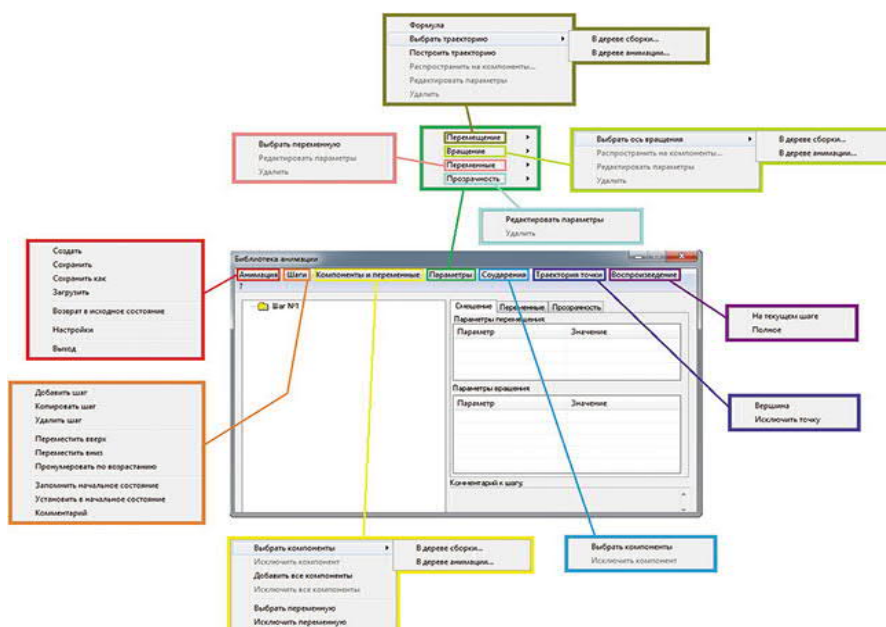 Формула
Выбрать траекторию
Построить траекторию
Распространить на компоненты...
Редактировать параметры
Удалить
В дереве сборки...
В дереве анимации...
Перемещение
Вращение
Переменные
Прозрачность
Выбрать переменную
Редактировать параметры
Удалить
Выбрать ось вращения
Распространить на компоненты...
Редактировать параметры
Удалить
В дереве сборки...
В дереве анимации...
Редактировать параметры
Удалить
Создать
Сохранить
Сохранить как
Загрузить
Возврат в исходное состояние
Настройки
Выход
Библиотека анимации
Анимация Шаги Компоненты и переменные Параметры Соударения Траектория точки Воспроизведение
?
Шаг №1
Смещение Переменные Прозрачность
Параметры перемещения
Параметр Значение
Параметры вращения
Параметр Значение
Комментарий к шагу
На текущем шаге
Полное
Вершина
Исключить точку
Добавить шаг
Копировать шаг
Удалить шаг
Переместить вверх
Переместить вниз
Пронумеровать по возрастанию
Запомнить начальное состояние
Установить в начальное состояние
Комментарий
Выбрать компоненты
Исключить компонент
Добавить все компоненты
Исключить все компоненты
Выбрать переменную
Исключить переменную
В дереве сборки...
В дереве анимации...
Выбрать компоненты
Исключить компонент